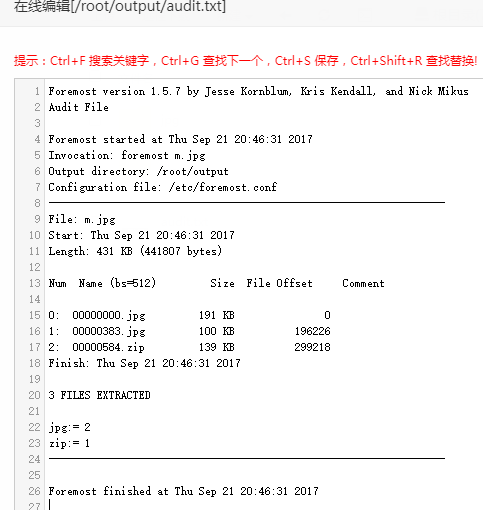 在线编辑[/root/output/audit.txt]
提示：Ctrl+F 搜索关键字，Ctrl+G 查找下一个，Ctrl+S 保存，Ctrl+Shift+R 查找替换!
1 Foremost version 1.5.7 by Jesse Kornblum, Kris Kendall, and Nick Mikus
2 Audit File
3
4 Foremost started at Thu Sep 21 20:46:31 2017
5 Invocation: foremost m.jpg
6 Output directory: /root/output
7 Configuration file: /etc/foremost.conf
8
9 File: m.jpg
10 Start: Thu Sep 21 20:46:31 2017
11 Length: 431 KB (441807 bytes)
12
13 Num Name (bs=512) Size File Offset Comment
14
15 0: 00000000.jpg 191 KB 0
16 1: 00000383.jpg 100 KB 196226
17 2: 00000584.zip 139 KB 299218
18 Finish: Thu Sep 21 20:46:31 2017
19
20 3 FILES EXTRACTED
21
22 jpg:= 2
23 zip:= 1
24
25
26 Foremost finished at Thu Sep 21 20:46:31 2017
27